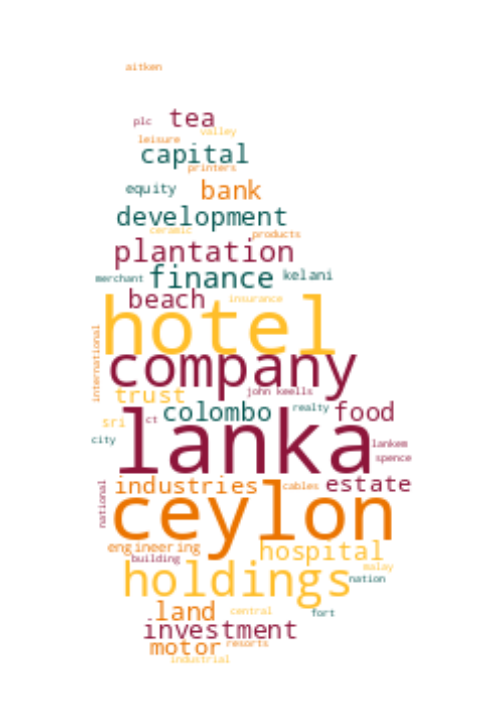 aitken
plc tea
valley
leisure
capital
printers
equity bank
development
ceramic
products
plantation
merchant finance kelani
beach insurance
hotel
international
company
trust john keells
colombo realty food
sri ct
city lanka lankem
spence
national industries cables estate
ceylon
engineering hospital
building
malay
holdings nation
land central fort
investment
motor resorts
industrial